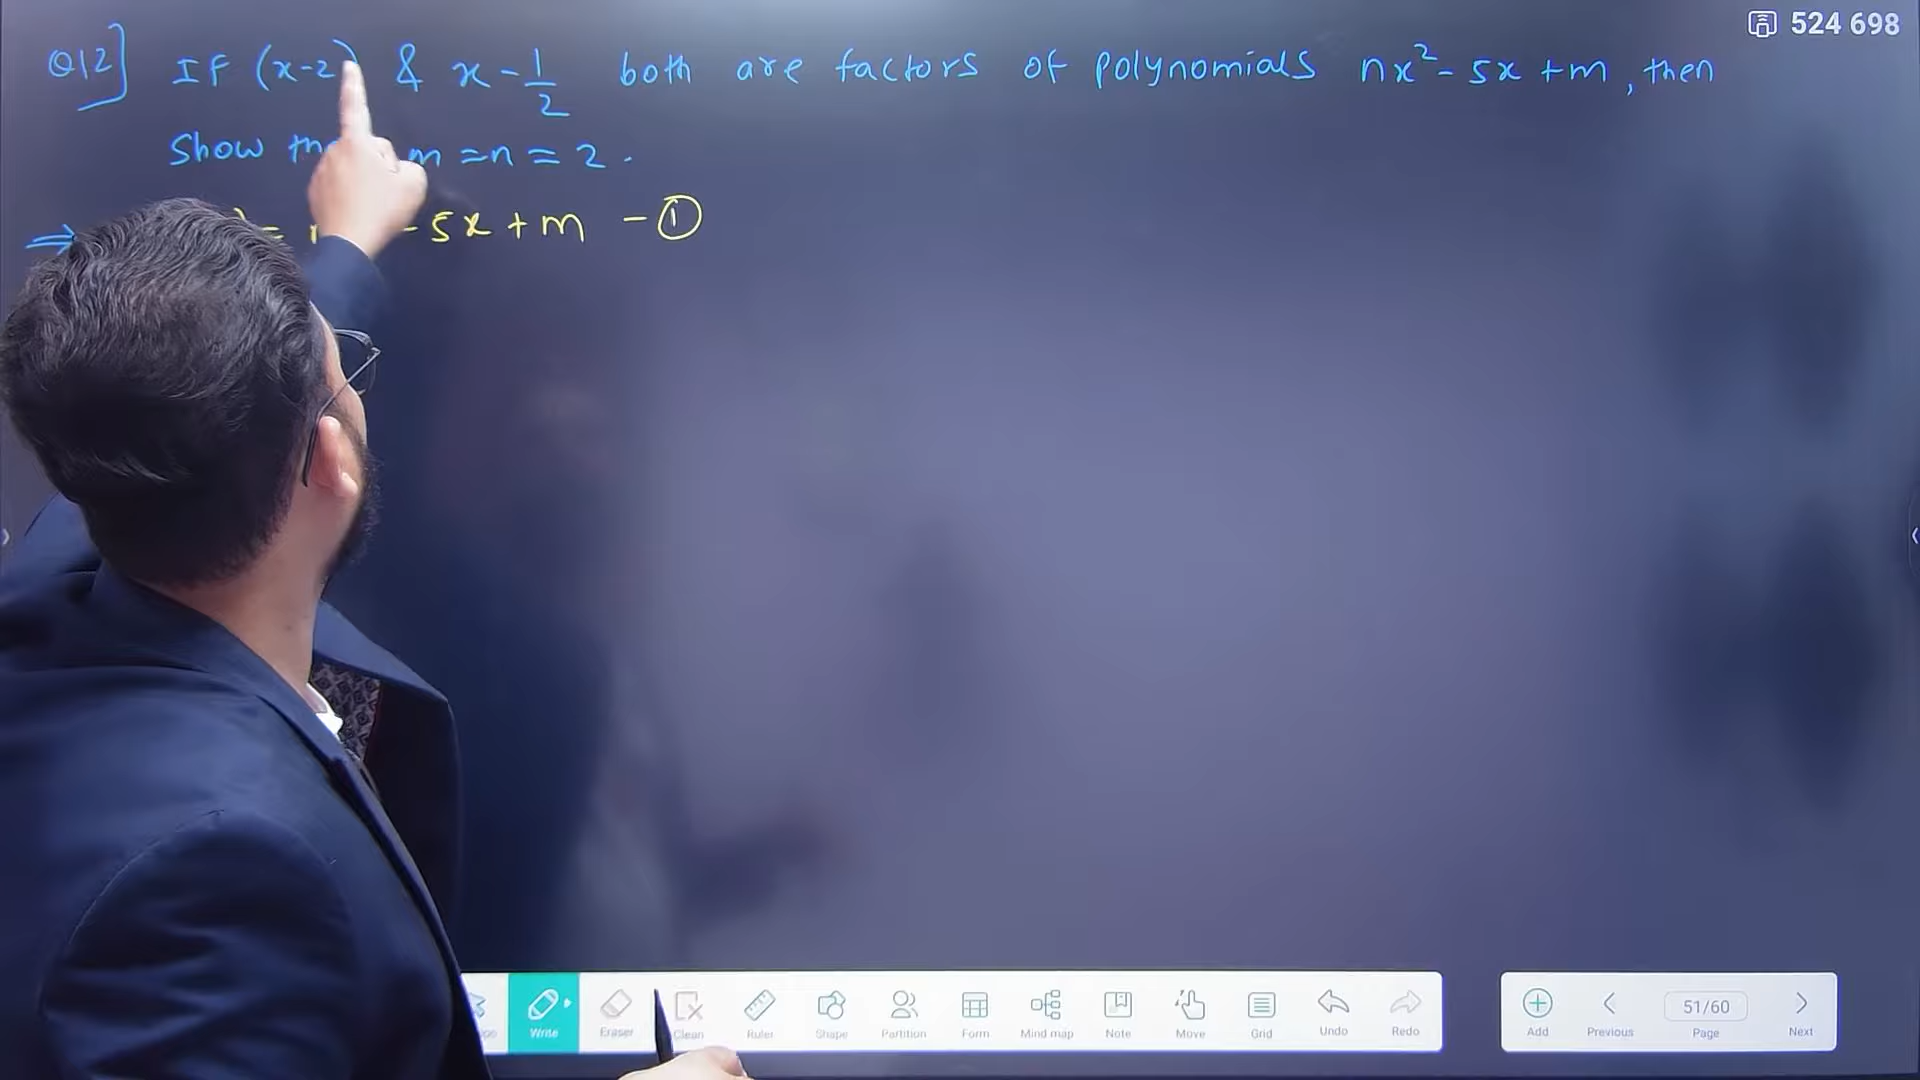 524 698
Q12] IF (x-2) & x - 1/2 both are factors of polynomials nx² - 5x + m, then
Show m = n = 2.
⇒ = - 5x + m - ①
Write
Eraser
Clean
Ruler
Shape
Partition
Form
Mind map
Note
Move
Grid
Undo
Redo
Add
Previous
51/60
Page
Next